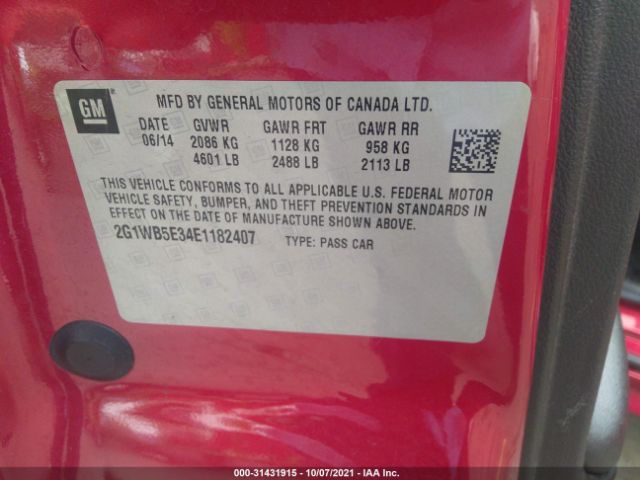 GM
MFD BY GENERAL MOTORS OF CANADA LTD.
DATE GVWR GAWR FRT GAWR RR
06/14 2086 KG 1128 KG 958 KG
4601 LB 2488 LB 2113 LB
THIS VEHICLE CONFORMS TO ALL APPLICABLE U.S. FEDERAL MOTOR
VEHICLE SAFETY, BUMPER, AND THEFT PREVENTION STANDARDS IN
EFFECT ON THE DATE OF MANUFACTURE SHOWN ABOVE.
2G1WB5E34E1182407 TYPE: PASS CAR
000-31431915 - 10/07/2021 - IAA Inc.